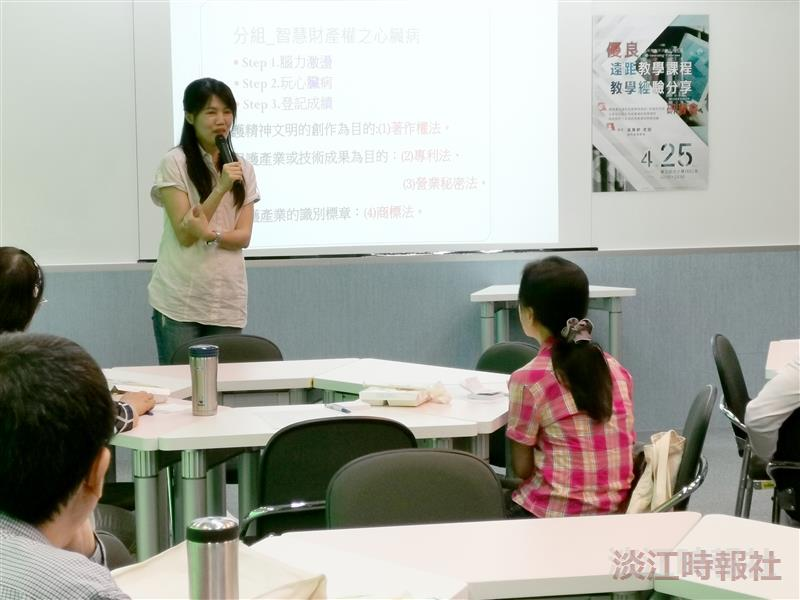 分組_智慧財產權之心臟病
• Step 1.腦力激盪
• Step 2.玩心臟病
• Step 3.登記成績
護精神文明的創作為目的:(1)著作權法。
護產業或技術成果為目的：(2)專利法、
(3)營業秘密法。
護產業的識別標章：(4)商標法。
優良
遠距教學課程
教學經驗分享
4.25
淡江時報社